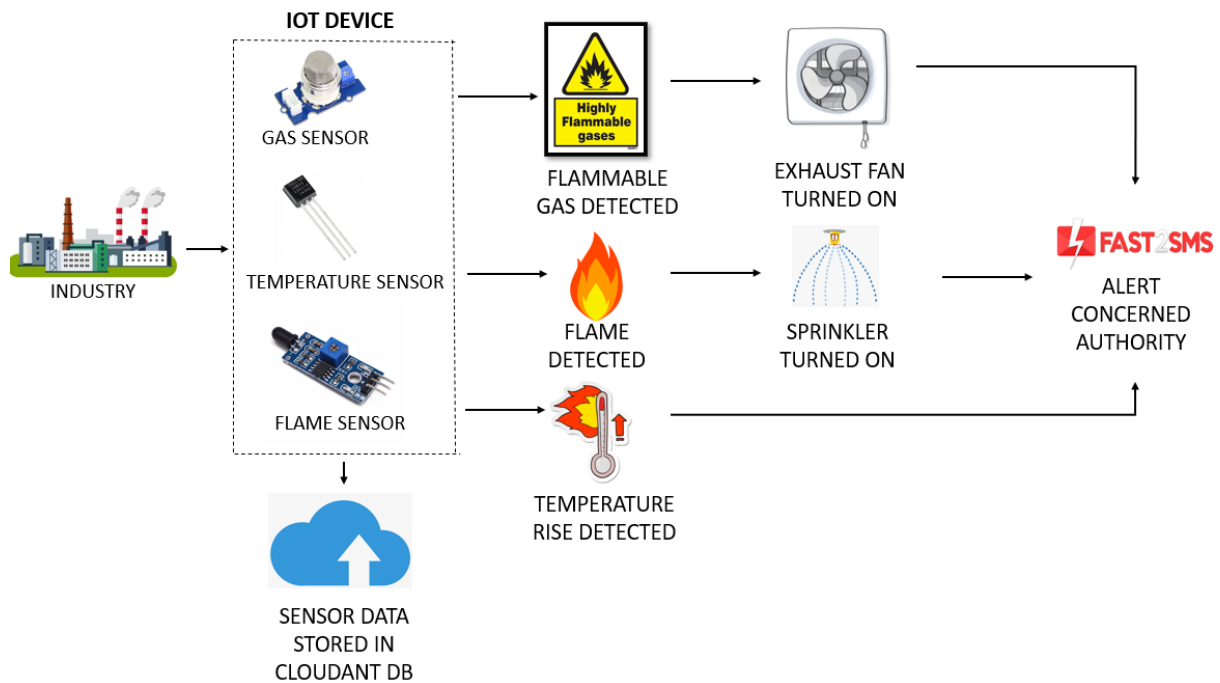 IOT DEVICE
GAS SENSOR
TEMPERATURE SENSOR
FLAME SENSOR
INDUSTRY
SENSOR DATA
STORED IN
CLOUDANT DB
Highly
Flammable
gases
FLAMMABLE
GAS DETECTED
EXHAUST FAN
TURNED ON
FLAME
DETECTED
SPRINKLER
TURNED ON
TEMPERATURE
RISE DETECTED
FAST2SMS
ALERT
CONCERNED
AUTHORITY